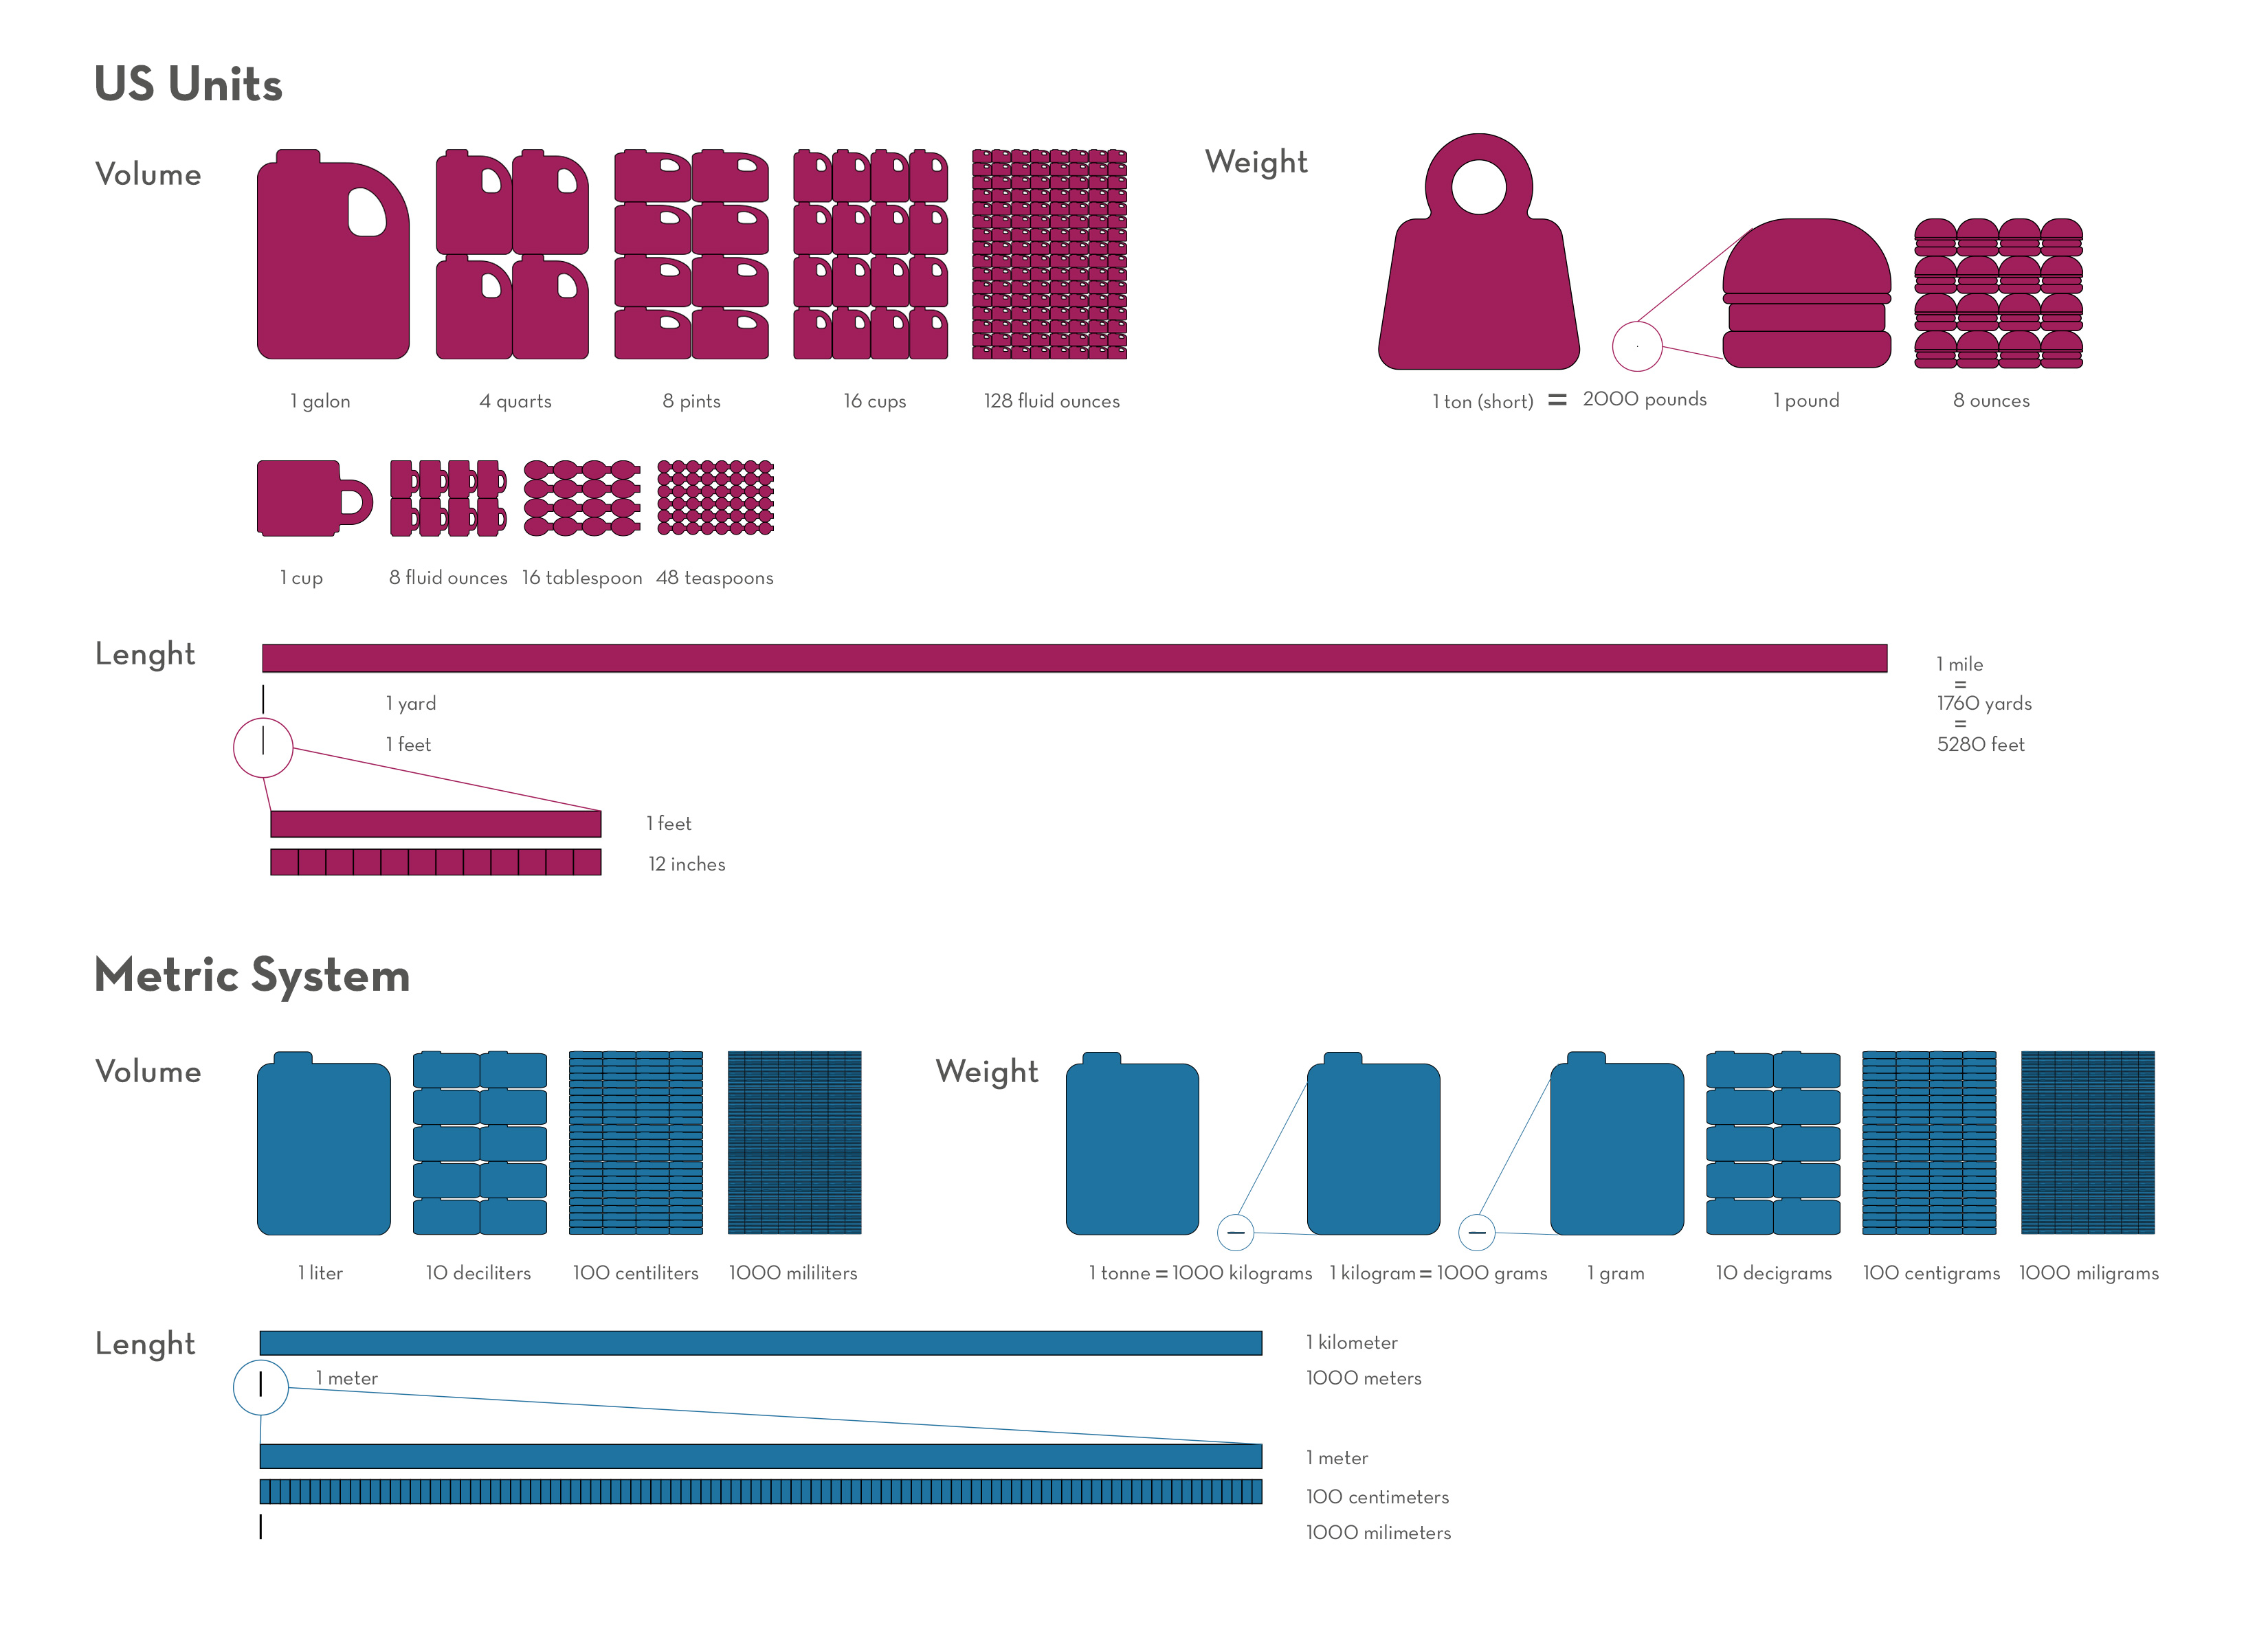 US Units
Volume
1 galon
4 quarts
8 pints
16 cups
128 fluid ounces
Weight
1 ton (short) = 2000 pounds
1 pound
8 ounces
1 cup
8 fluid ounces
16 tablespoon
48 teaspoons
Lenght
1 mile
=
1760 yards
=
5280 feet
1 yard
1 feet
1 feet
12 inches
Metric System
Volume
1 liter
10 deciliters
100 centiliters
1000 mililiters
Weight
1 tonne = 1000 kilograms
1 kilogram = 1000 grams
1 gram
10 decigrams
100 centigrams
1000 miligrams
Lenght
1 kilometer
1 meter
1000 meters
1 meter
100 centimeters
1000 milimeters